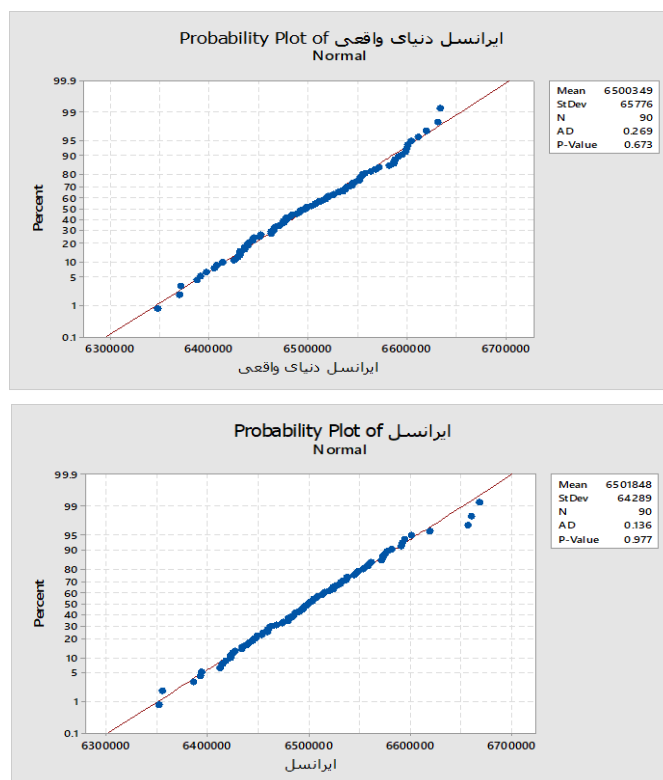 Probability Plot of ایرانسل دنیای واقعی
Normal
99.9
99
95
90
80
70
60
50
40
30
20
10
5
1
0.1
Percent
6300000 6400000 6500000 6600000 6700000
ایرانسل دنیای واقعی
Mean 6500349
StDev 65776
N 90
AD 0.269
P-Value 0.673
Probability Plot of ایرانسل
Normal
99.9
99
95
90
80
70
60
50
40
30
20
10
5
1
0.1
Percent
6300000 6400000 6500000 6600000 6700000
ایرانسل
Mean 6501848
StDev 64289
N 90
AD 0.136
P-Value 0.977